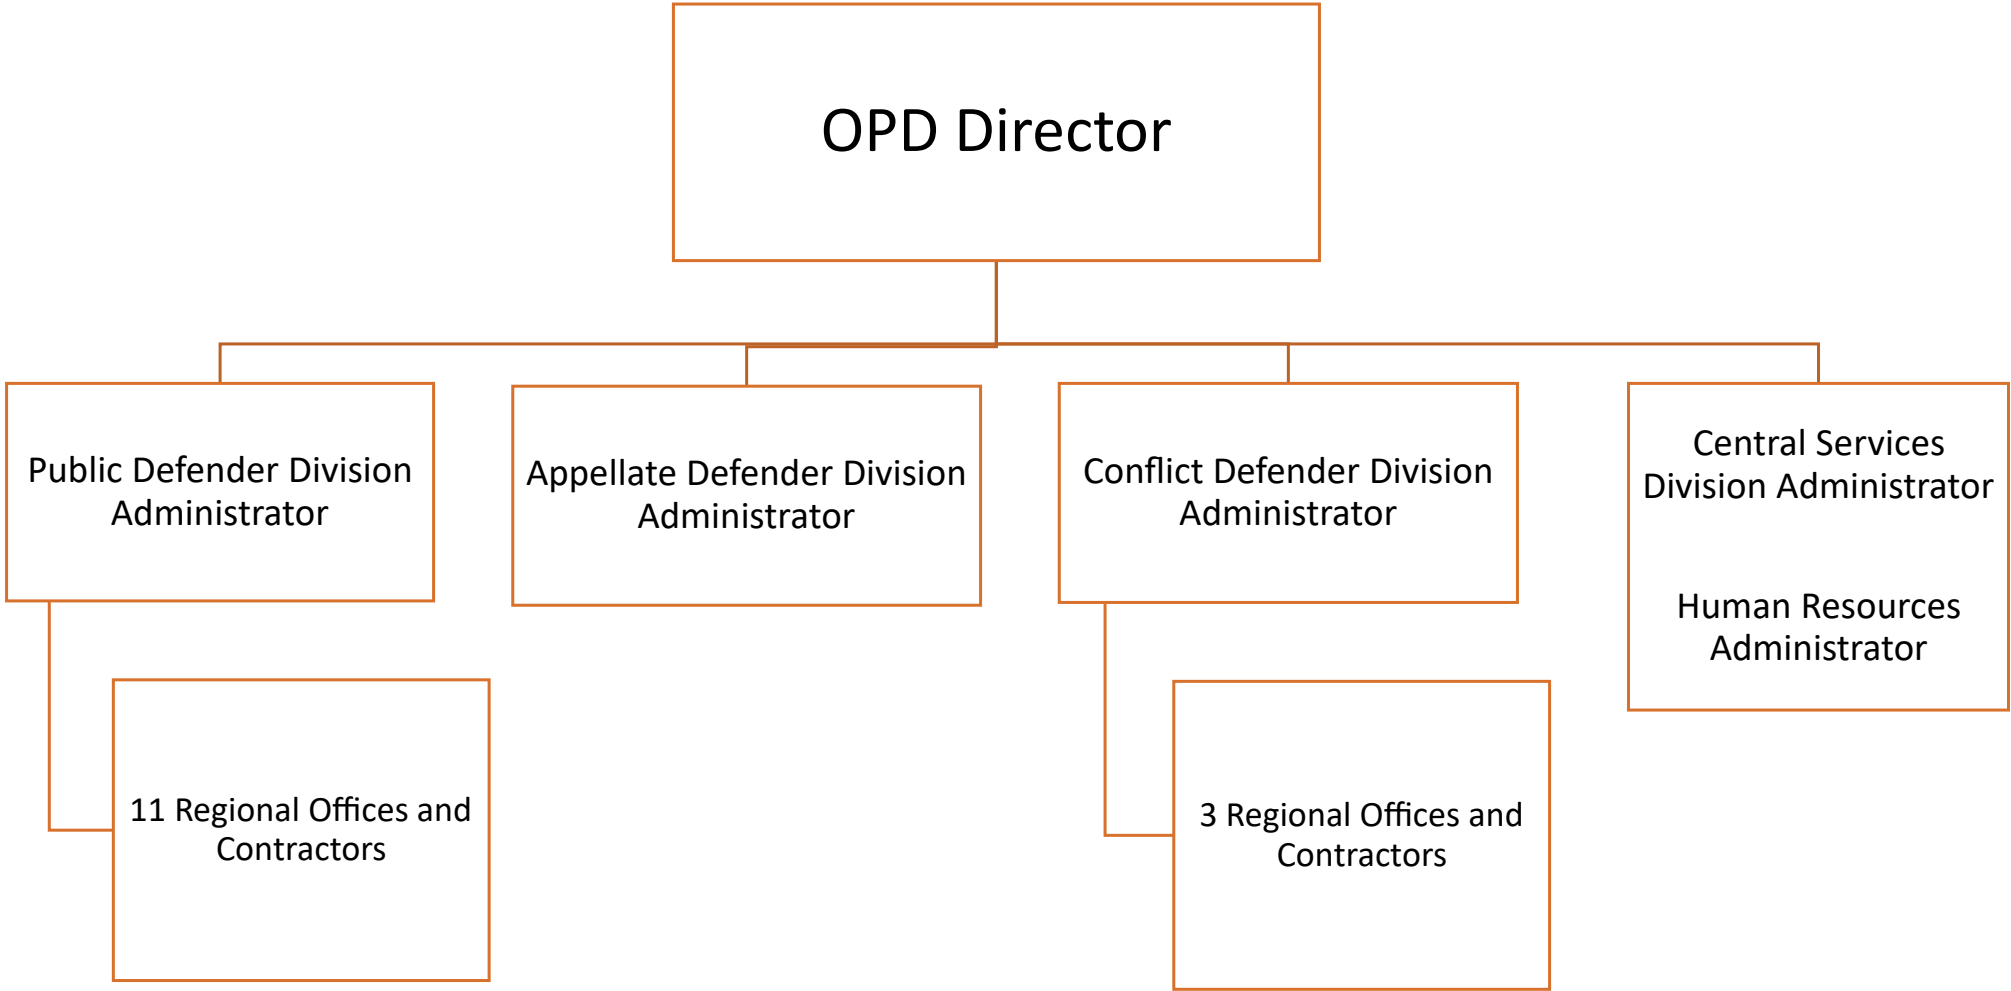 OPD Director
Public Defender Division
Administrator
Appellate Defender Division
Administrator
Conflict Defender Division
Administrator
Central Services
Division Administrator
Human Resources
Administrator
11 Regional Offices and
Contractors
3 Regional Offices and
Contractors